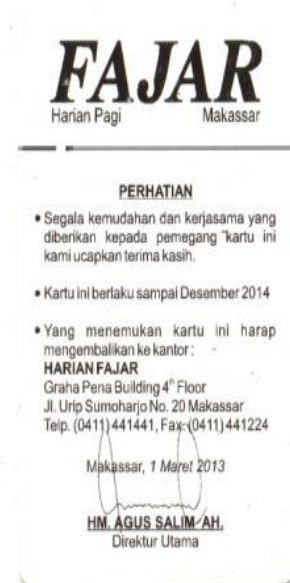 FAJAR
Harian Pagi Makassar
PERHATIAN
• Segala kemudahan dan kerjasama yang
diberikan kepada pemegang "kartu ini
kami ucapkan terima kasih.
• Kartu ini berlaku sampai Desember 2014
• Yang menemukan kartu ini harap
mengembalikan ke kantor :
HARIAN FAJAR
Graha Pena Building 4th Floor
Jl. Urip Sumoharjo No. 20 Makassar
Telp. (0411) 441441, Fax. (0411) 441224
Makassar, 1 Maret 2013
HM. AGUS SALIM AH.
Direktur Utama